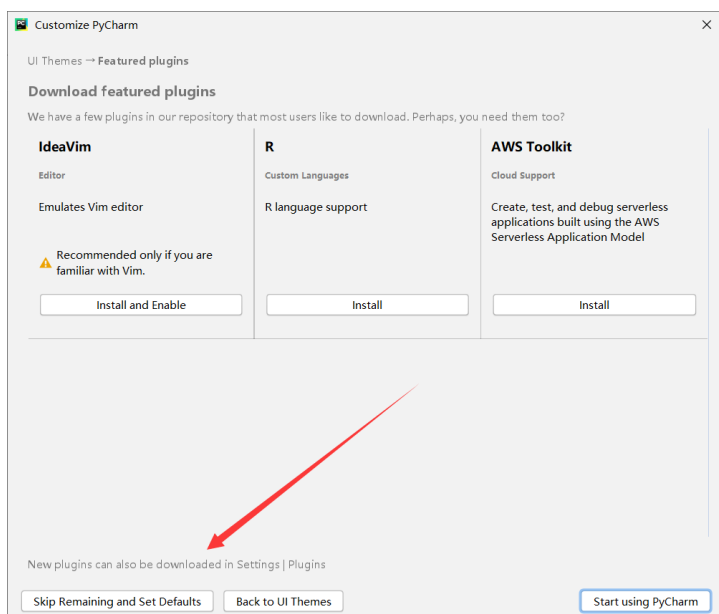 Customize PyCharm
UI Themes → Featured plugins
Download featured plugins
We have a few plugins in our repository that most users like to download. Perhaps, you need them too?
IdeaVim
Editor
Emulates Vim editor
Recommended only if you are
familiar with Vim.
Install and Enable
R
Custom Languages
R language support
Install
AWS Toolkit
Cloud Support
Create, test, and debug serverless
applications built using the AWS
Serverless Application Model
Install
New plugins can also be downloaded in Settings | Plugins
Skip Remaining and Set Defaults
Back to UI Themes
Start using PyCharm